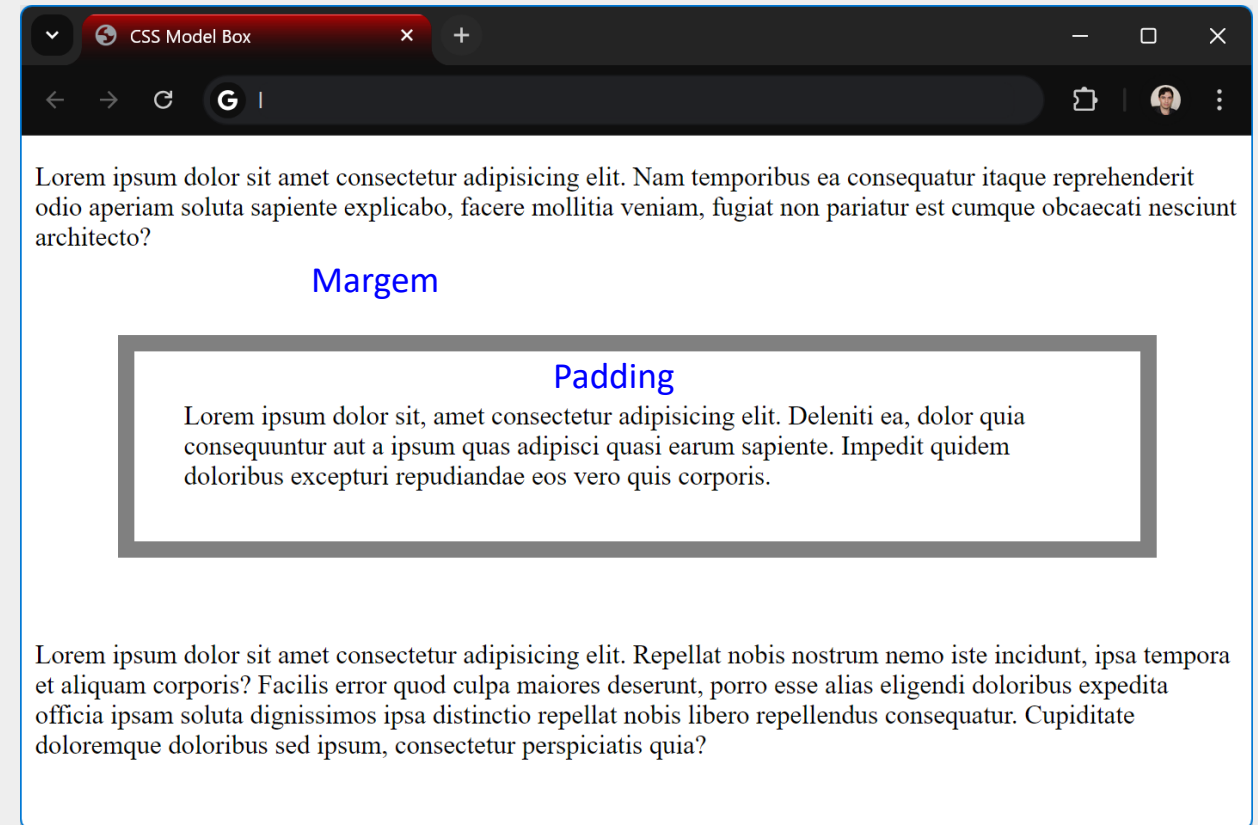 CSS Model Box
G
Lorem ipsum dolor sit amet consectetur adipisicing elit. Nam temporibus ea consequatur itaque reprehenderit
odio aperiam soluta sapiente explicabo, facere mollitia veniam, fugiat non pariatur est cumque obcaecati nesciunt
architecto?
Margem
Padding
Lorem ipsum dolor sit, amet consectetur adipisicing elit. Deleniti ea, dolor quia
consequuntur aut a ipsum quas adipisci quasi earum sapiente. Impedit quidem
doloribus excepturi repudiandae eos vero quis corporis.
Lorem ipsum dolor sit amet consectetur adipisicing elit. Repellat nobis nostrum nemo iste incidunt, ipsa tempora
et aliquam corporis? Facilis error quod culpa maiores deserunt, porro esse alias eligendi doloribus expedita
officia ipsam soluta dignissimos ipsa distinctio repellat nobis libero repellendus consequatur. Cupiditate
doloremque doloribus sed ipsum, consectetur perspiciatis quia?